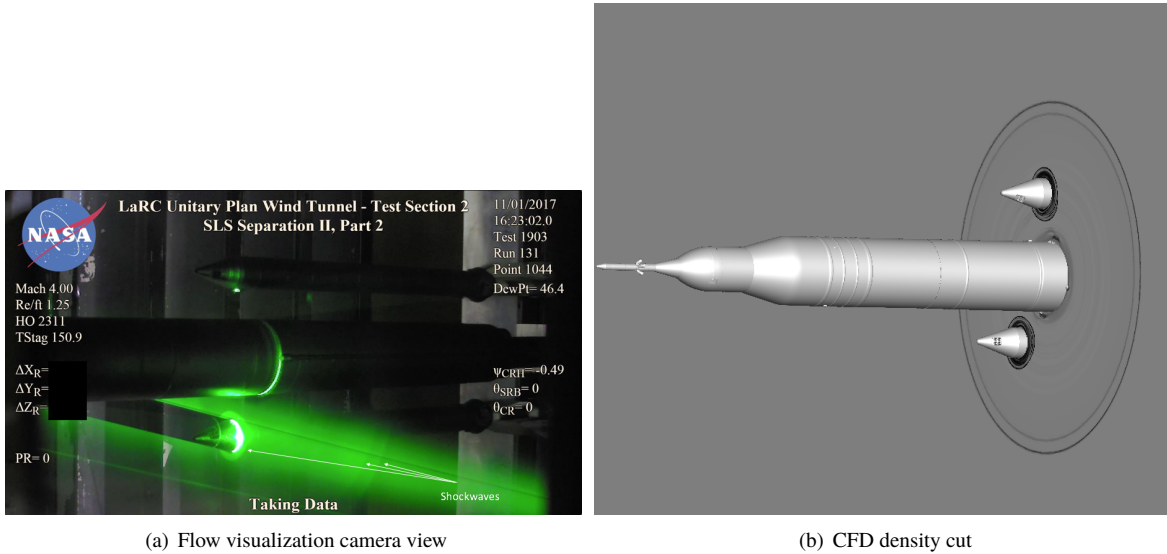 LaRC Unitary Plan Wind Tunnel - Test Section 2
SLS Separation II, Part 2
11/01/2017
16:23:02.0
Test 1903
Run 131
Point 1044
DewPt= 46.4
NASA
Mach 4.00
Re/ft 1.25
HO 2311
TStag 150.9
ΔX_R=
ΔY_R=
ΔZ_R=
ψ_CRH= -0.49
θ_SRB= 0
θ_CR= 0
PR= 0
Shockwaves
Taking Data
(a) Flow visualization camera view
(b) CFD density cut